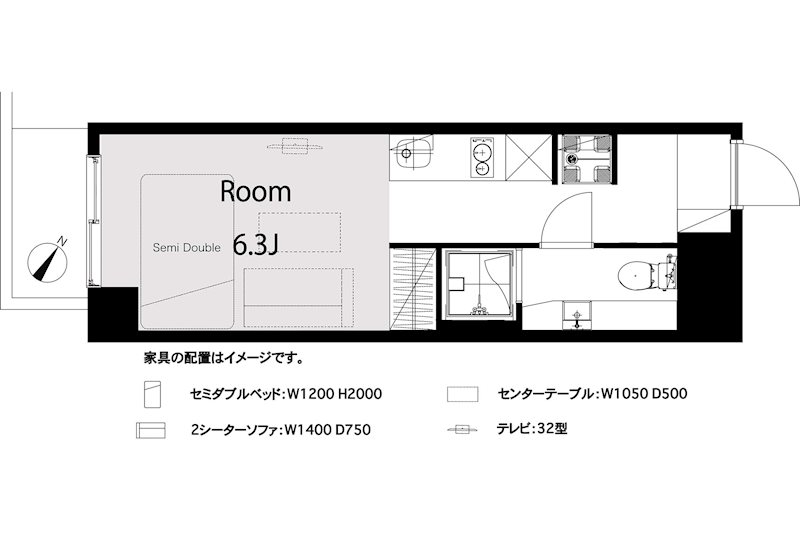 Room
Semi Double
6.3J
N
家具の配置はイメージです。
セミダブルベッド:W1200 H2000
センターテーブル:W1050 D500
2シーターソファ:W1400 D750
テレビ:32型